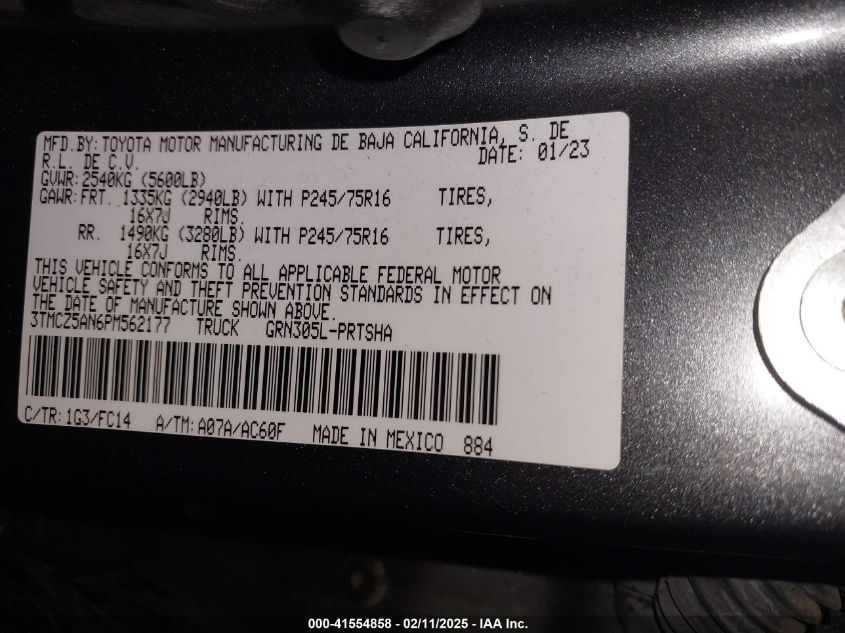 MFD.BY:TOYOTA MOTOR MANUFACTURING DE BAJA CALIFORNIA, S. DE
R.L. DE C.V. DATE: 01/23
GVWR:2540KG (5600LB)
GAWR:FRT. 1335KG (2940LB) WITH P245/75R16 TIRES,
16X7J RIMS.
RR. 1490KG (3280LB) WITH P245/75R16 TIRES,
16X7J RIMS.
THIS VEHICLE CONFORMS TO ALL APPLICABLE FEDERAL MOTOR
VEHICLE SAFETY AND THEFT PREVENTION STANDARDS IN EFFECT ON
THE DATE OF MANUFACTURE SHOWN ABOVE.
3TMCZ5AN6PM562177 TRUCK GRN305L-PRTSHA
C/TR:1G3/FC14 A/TM:A07A/AC60F MADE IN MEXICO 884
000-41554858 - 02/11/2025 - IAA Inc.